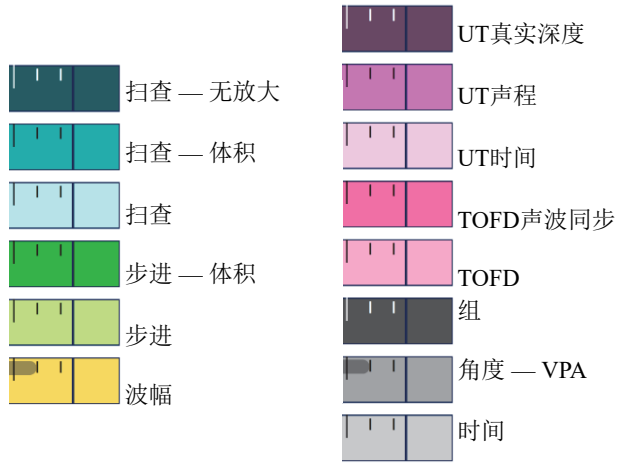 扫查 — 无放大
扫查 — 体积
扫查
步进 — 体积
步进
波幅
UT真实深度
UT声程
UT时间
TOFD声波同步
TOFD
组
角度 — VPA
时间